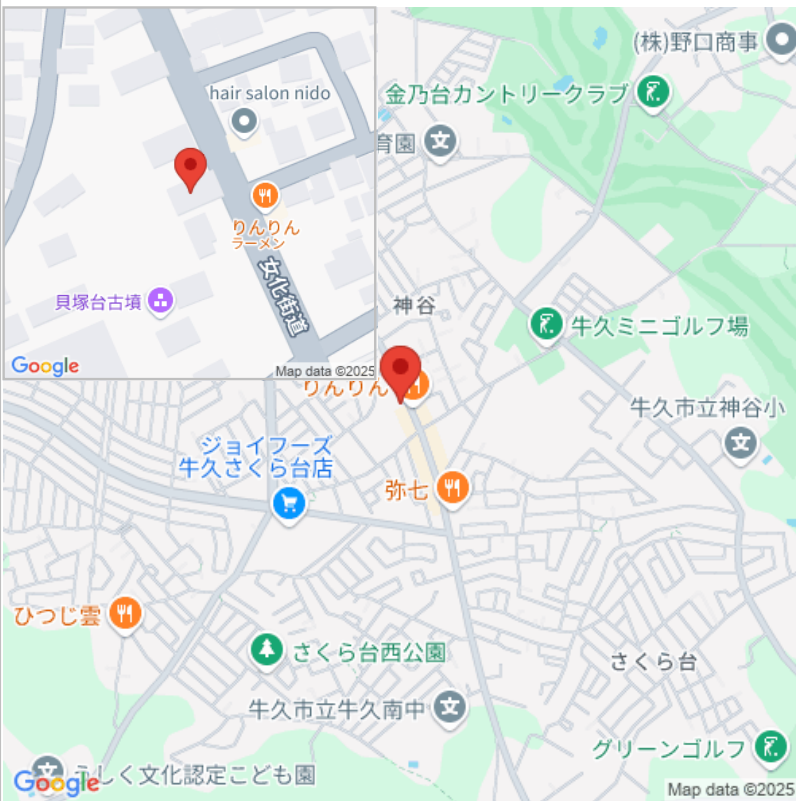 hair salon nido
りんりん
ラーメン
女化街道
貝塚台古墳
Google
Map data ©2025
(株)野口商事
金乃台カントリークラブ
育園
神谷
牛久ミニゴルフ場
りんりん
牛久市立神谷小
ジョイフーズ
牛久さくら台店
弥七
ひつじ雲
さくら台西公園
さくら台
牛久市立牛久南中
グリーンゴルフ
うしく文化認定こども園
Google
Map data ©2025